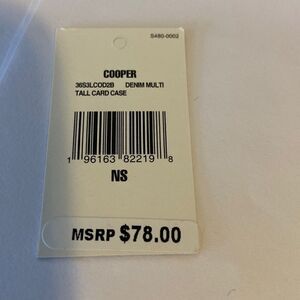 S480-0002
COOPER
36S3LCOD2B DENIM MULTI
TALL CARD CASE
1 96163 82219 8
NS
MSRP $78.00